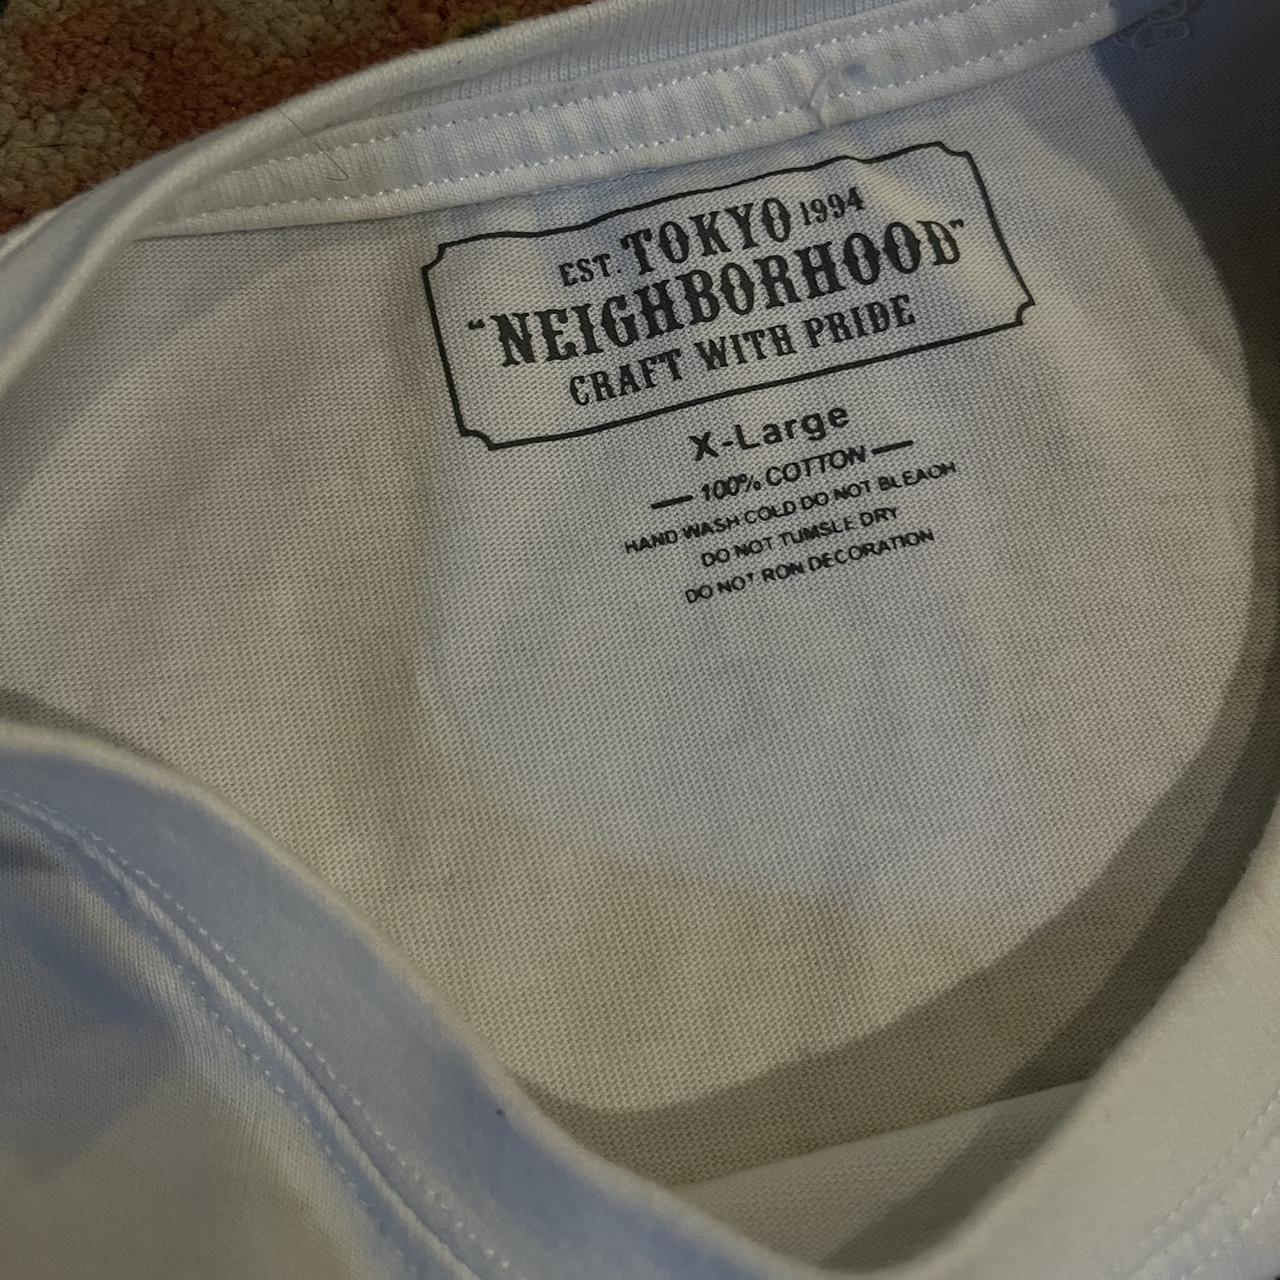 EST. TOKYO 1994
"NEIGHBORHOOD"
CRAFT WITH PRIDE
X-Large
— 100% COTTON —
HAND WASH COLD DO NOT BLEACH
DO NOT TUMSLE DRY
DO NOT RON DECORATION